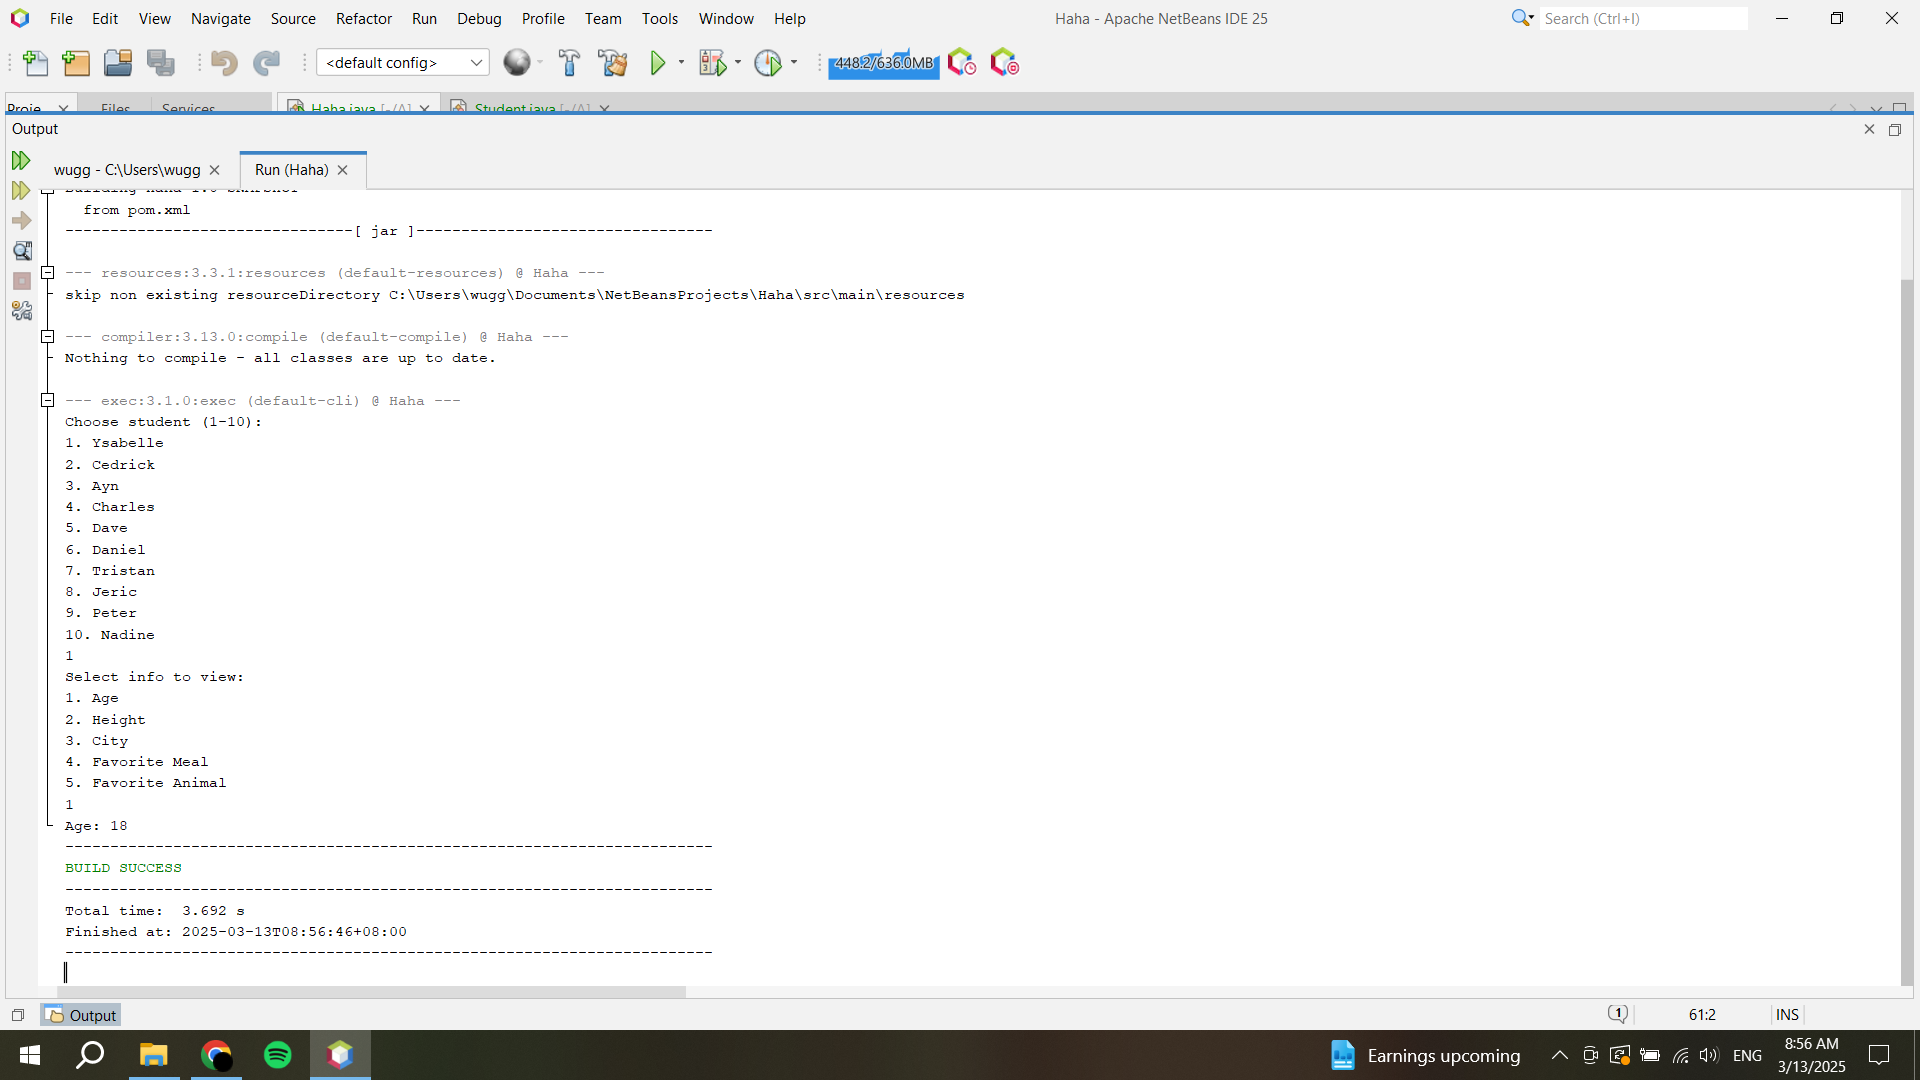 File Edit View Navigate Source Refactor Run Debug Profile Team Tools Window Help
Haha - Apache NetBeans IDE 25
Search (Ctrl+I)
<default config>
448.2/636.0MB
Proje Files Services Haha.java [-/A] Student.java [-/A]
Output
wugg - C:\Users\wugg
Run (Haha)
Building Haha 1.0-SNAPSHOT
from pom.xml
--------------------------------[ jar ]---------------------------------
--- resources:3.3.1:resources (default-resources) @ Haha ---
skip non existing resourceDirectory C:\Users\wugg\Documents\NetBeansProjects\Haha\src\main\resources
--- compiler:3.13.0:compile (default-compile) @ Haha ---
Nothing to compile - all classes are up to date.
--- exec:3.1.0:exec (default-cli) @ Haha ---
Choose student (1-10):
1. Ysabelle
2. Cedrick
3. Ayn
4. Charles
5. Dave
6. Daniel
7. Tristan
8. Jeric
9. Peter
10. Nadine
1
Select info to view:
1. Age
2. Height
3. City
4. Favorite Meal
5. Favorite Animal
1
Age: 18
------------------------------------------------------------------------
BUILD SUCCESS
------------------------------------------------------------------------
Total time:  3.692 s
Finished at: 2025-03-13T08:56:46+08:00
------------------------------------------------------------------------
Output
1
61:2
INS
Earnings upcoming
ENG
8:56 AM
3/13/2025